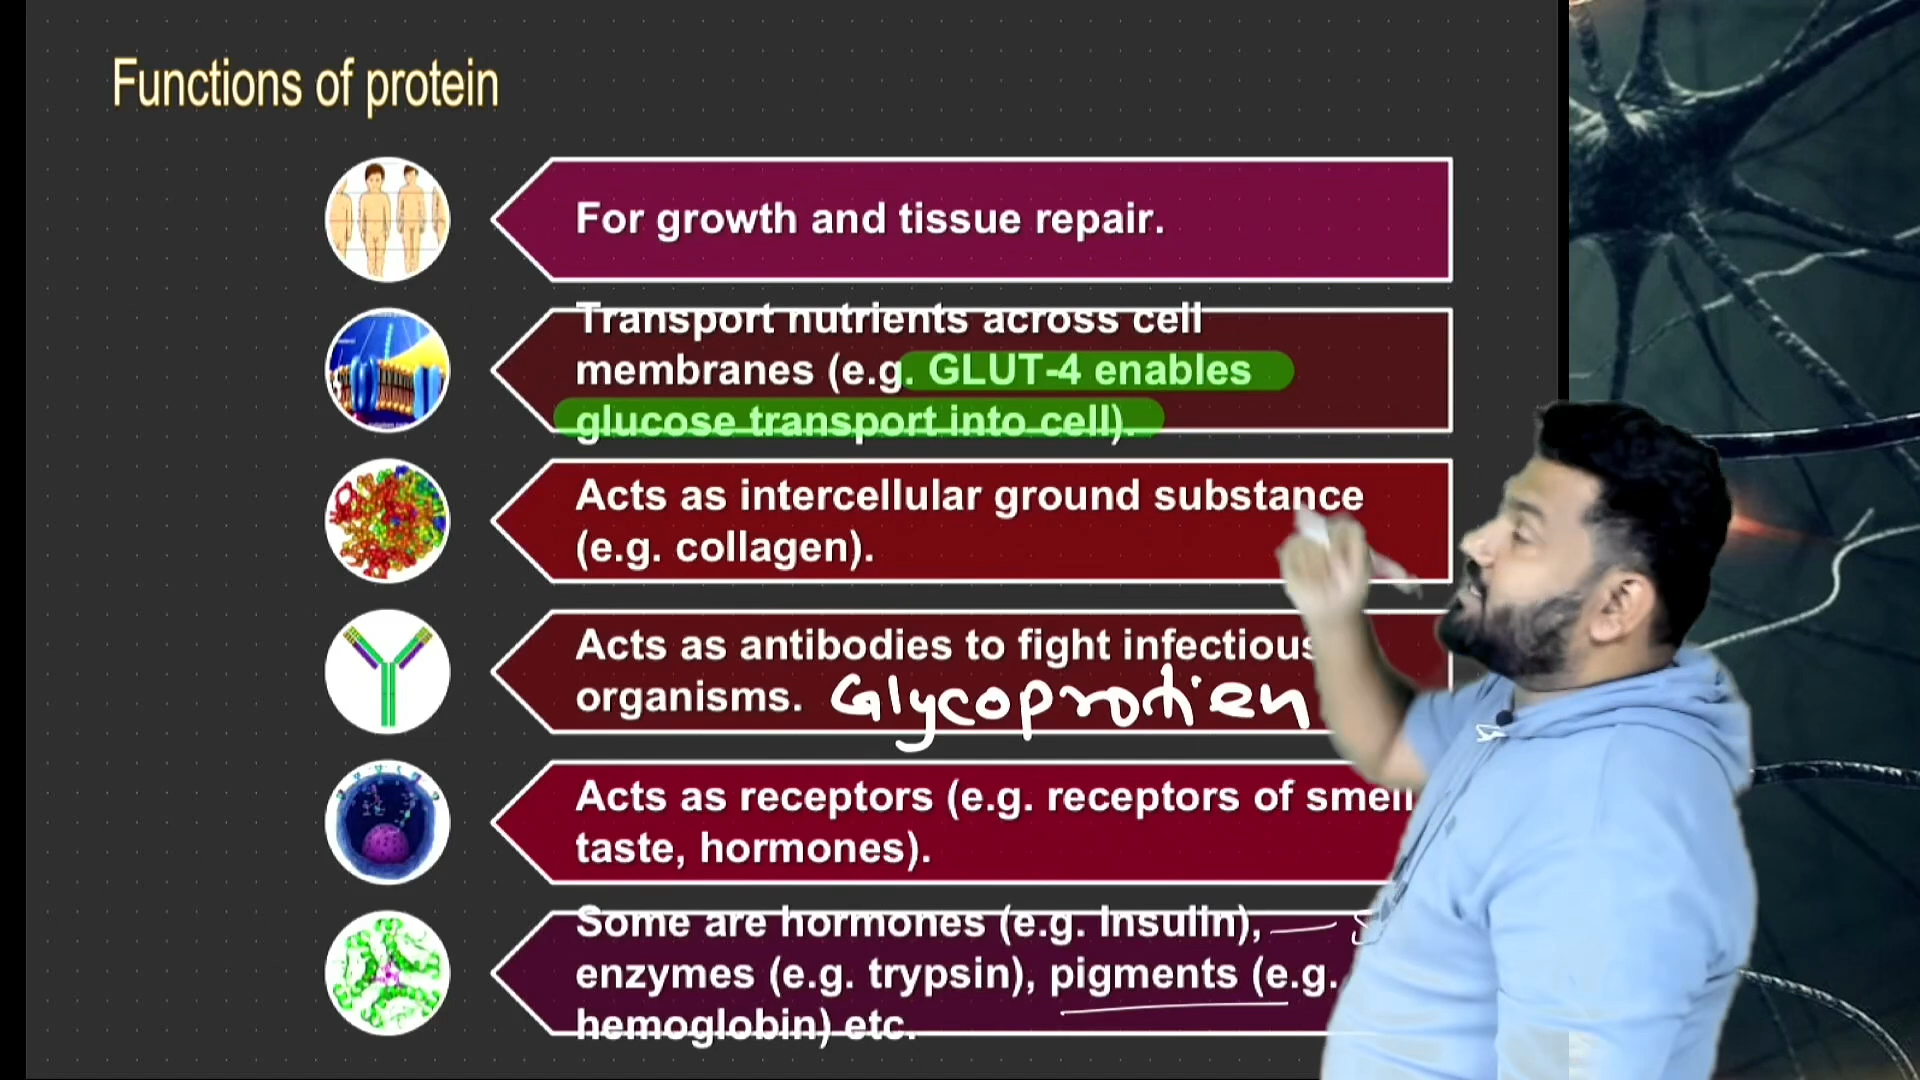 Functions of protein
For growth and tissue repair.
Transport nutrients across cell
membranes (e.g. GLUT-4 enables
glucose transport into cell).
Acts as intercellular ground substance
(e.g. collagen).
Acts as antibodies to fight infectious
organisms. Glycoprotien
Acts as receptors (e.g. receptors of smell
taste, hormones).
Some are hormones (e.g. Insulin),
enzymes (e.g. trypsin), pigments (e.g.
hemoglobin) etc.